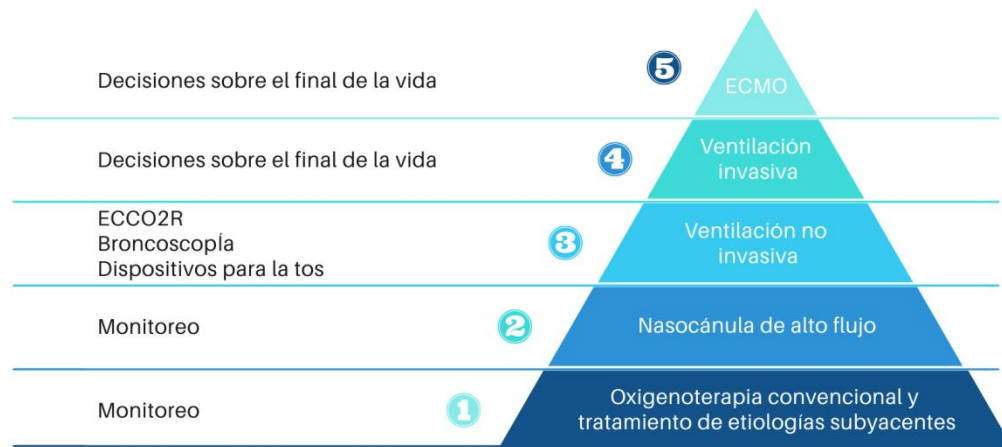 Decisiones sobre el final de la vida
5
ECMO
Decisiones sobre el final de la vida
4
Ventilación
invasiva
ECCO2R
Broncoscopía
Dispositivos para la tos
3
Ventilación no
invasiva
Monitoreo
2
Nasocánula de alto flujo
Monitoreo
1
Oxigenoterapia convencional y
tratamiento de etiologías subyacentes